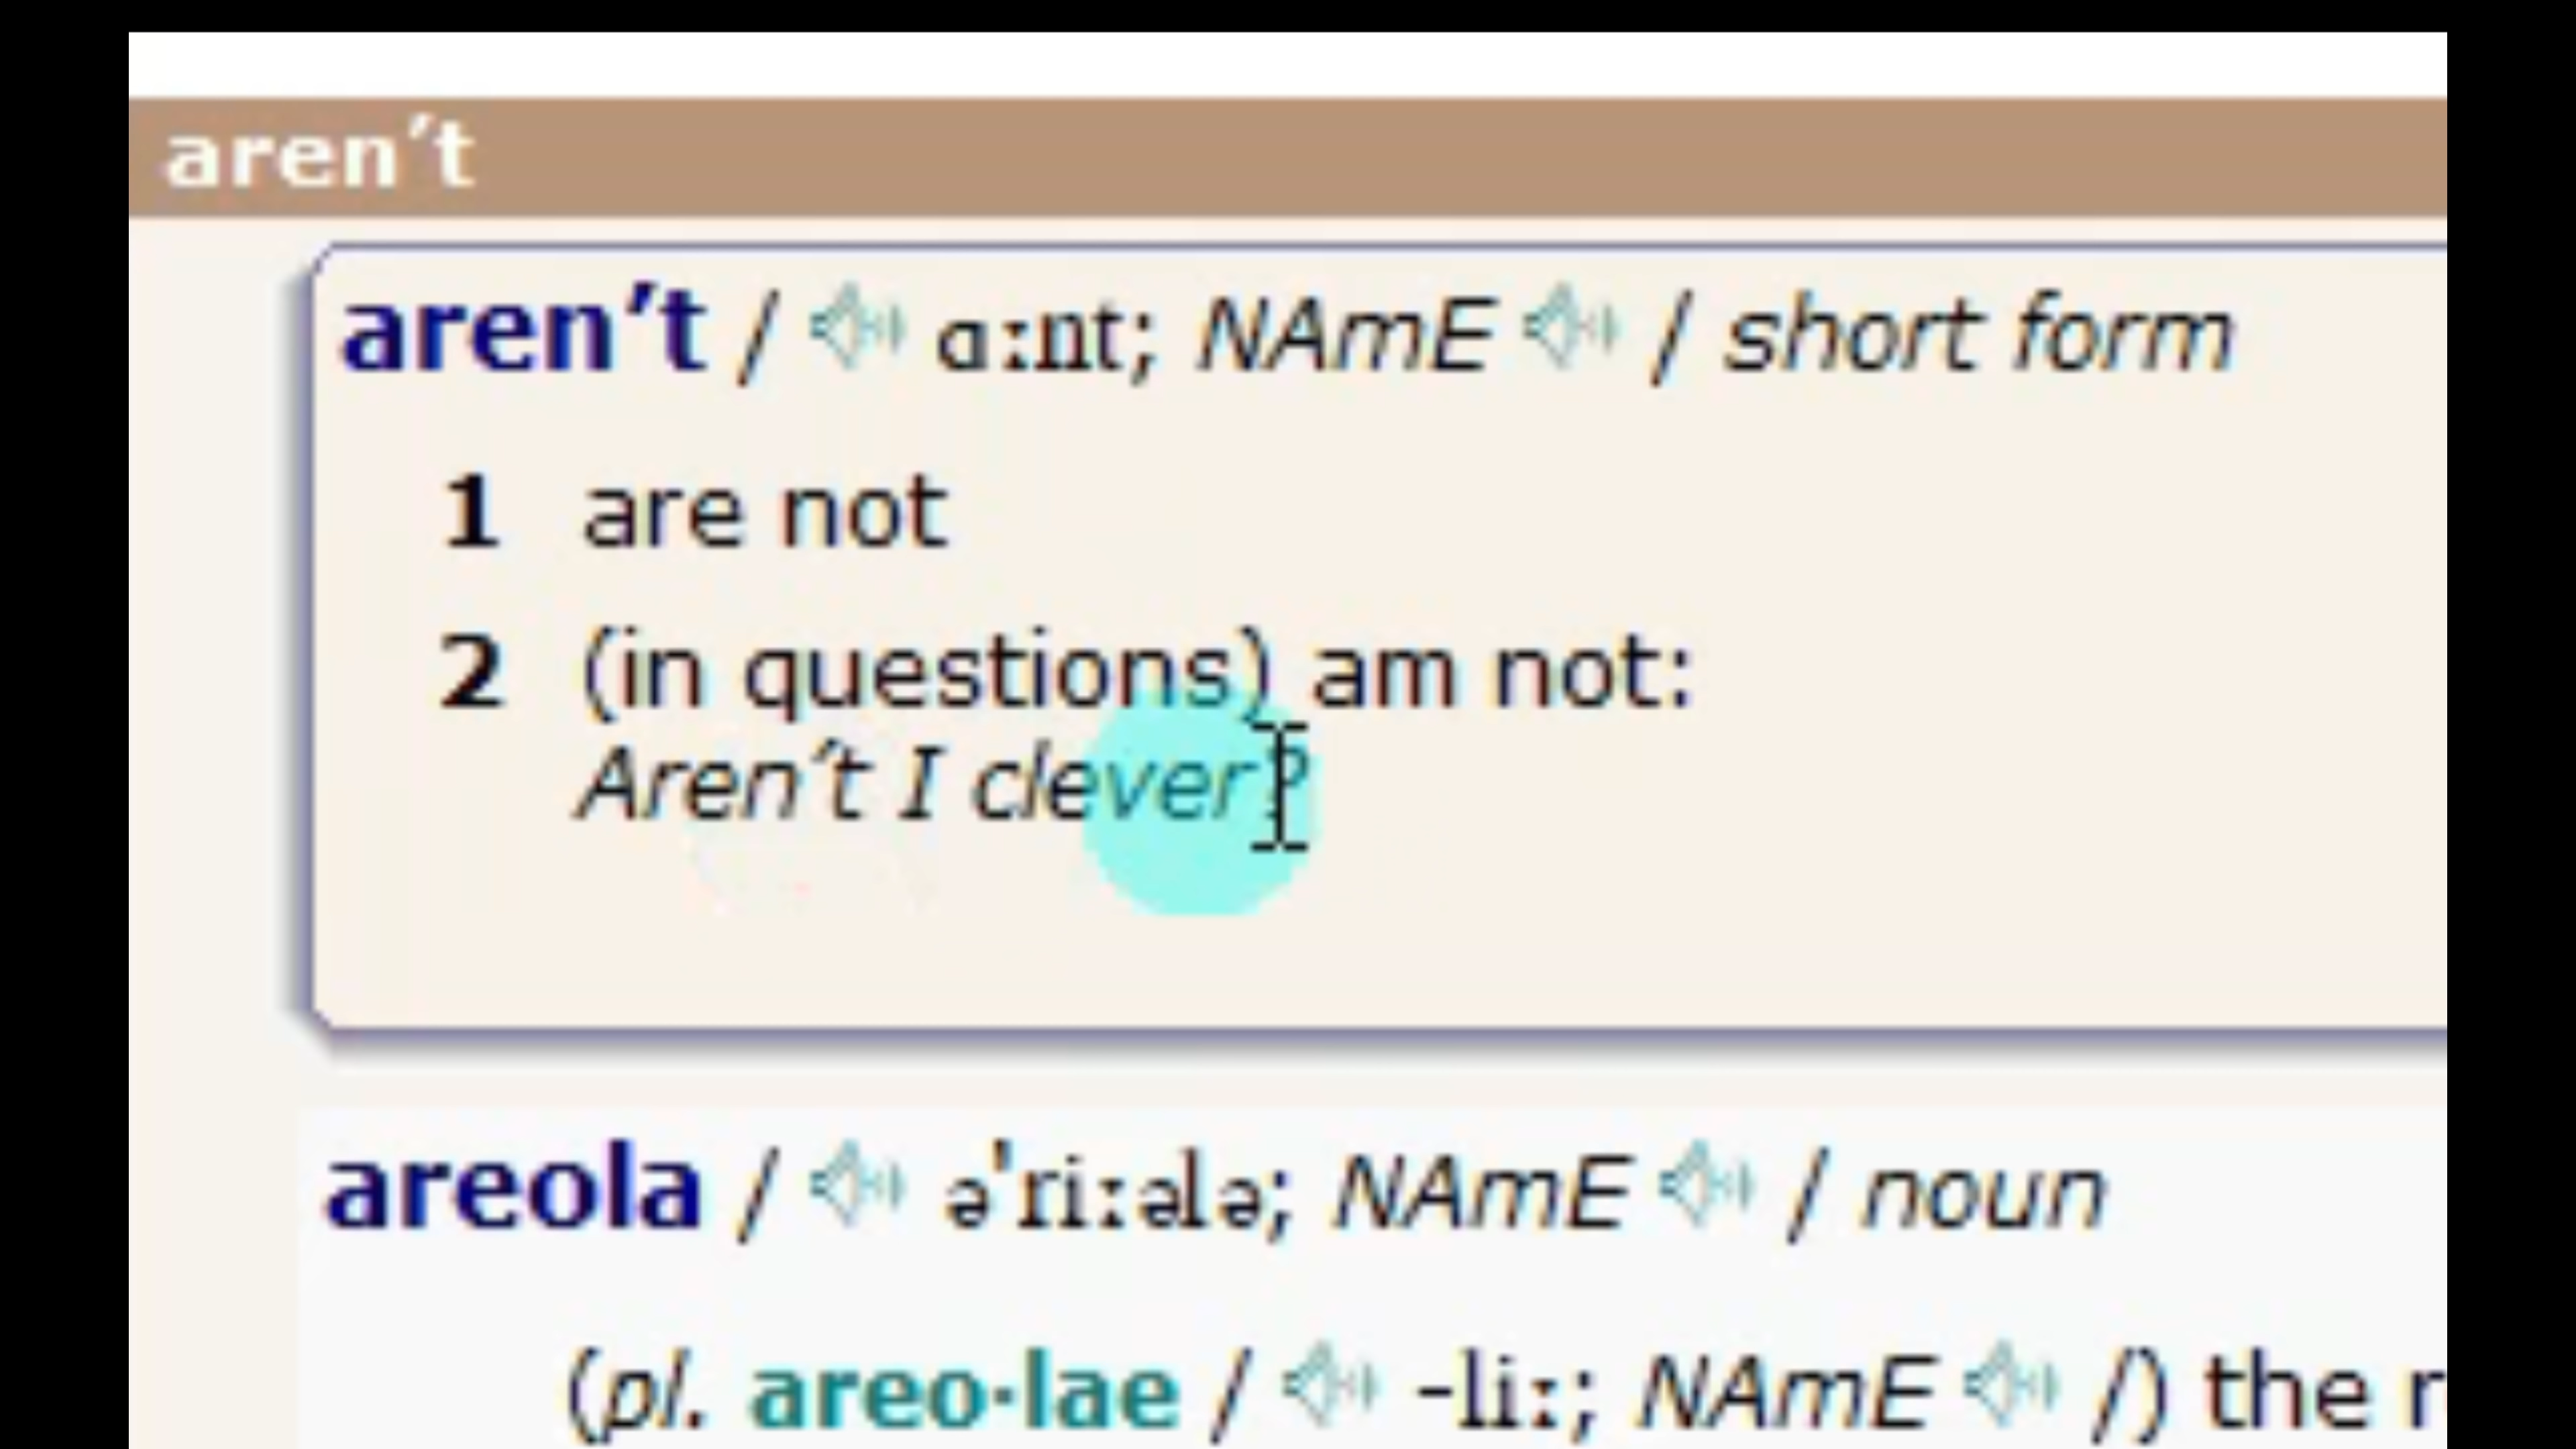 aren't
aren't / ɑːnt; NAmE / short form
1 are not
2 (in questions) am not:
Aren't I clever?
areola / əˈriːələ; NAmE / noun
(pl. areo·lae / -liː; NAmE /) the